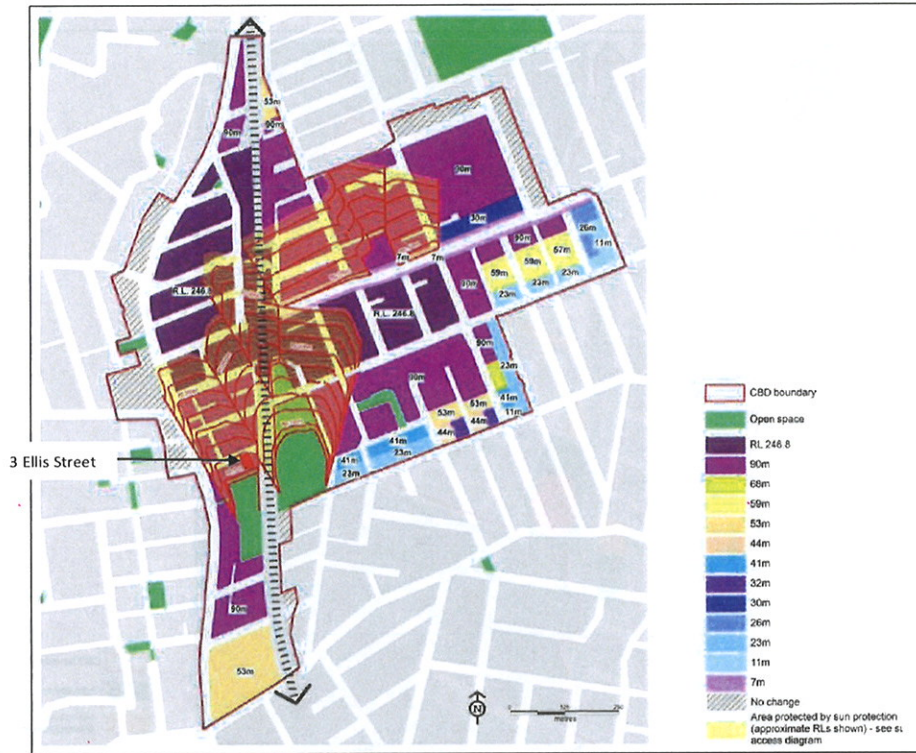 53m
90m
90m
90m
30m
26m
11m
7m
7m
90m
57m
59m
59m
23m
23m
23m
90m
R.L. 246.8
R.L. 246.8
90m
23m
90m
41m
11m
53m
53m
44m
44m
41m
23m
41m
23m
3 Ellis Street
90m
53m
N
metres
CBD boundary
Open space
RL 246.8
90m
68m
59m
53m
44m
41m
32m
30m
26m
23m
11m
7m
No change
Area protected by sun protection
(approximate RLs shown) - see su
access diagram